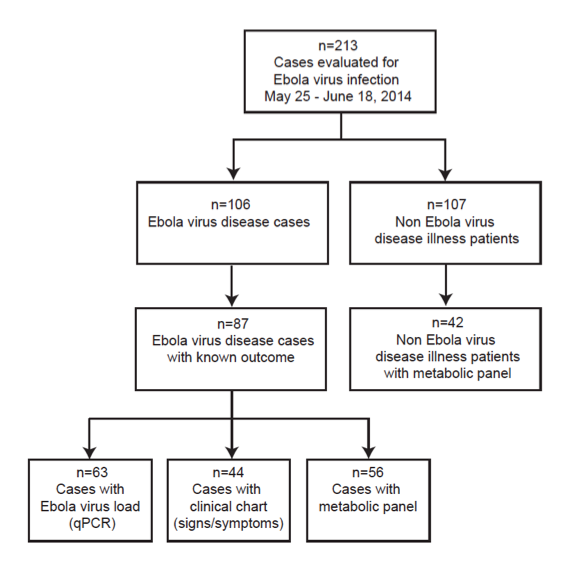 n=213
Cases evaluated for
Ebola virus infection
May 25 - June 18, 2014
n=106
Ebola virus disease cases
n=107
Non Ebola virus
disease illness patients
n=87
Ebola virus disease cases
with known outcome
n=42
Non Ebola virus
disease illness patients
with metabolic panel
n=63
Cases with
Ebola virus load
(qPCR)
n=44
Cases with
clinical chart
(signs/symptoms)
n=56
Cases with
metabolic panel